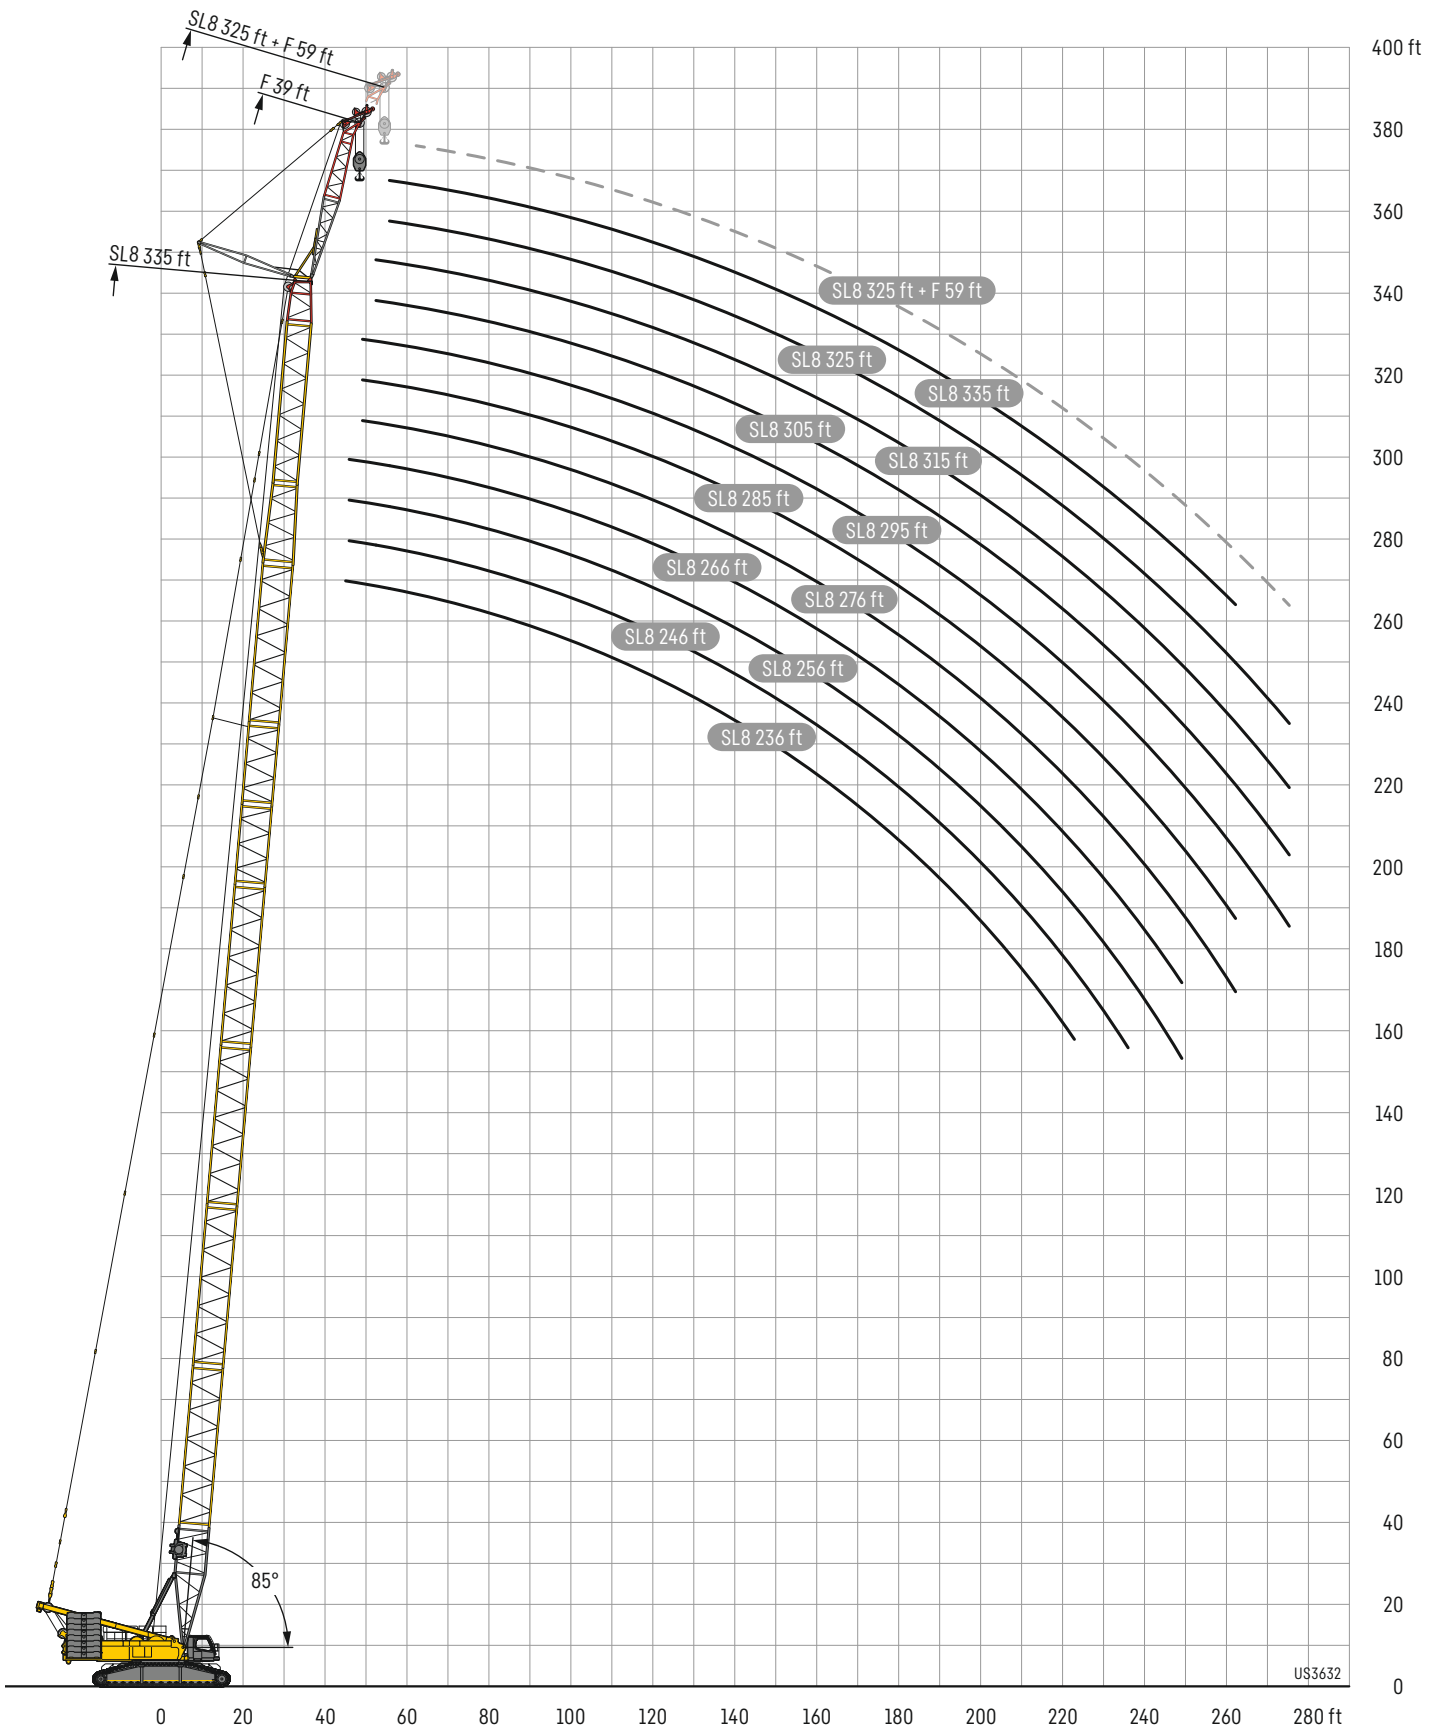 SL8 325 ft + F 59 ft
F 39 ft
SL8 335 ft
400 ft
380
360
340
320
300
280
260
240
220
200
180
160
140
120
100
80
60
40
20
0
SL8 325 ft + F 59 ft
SL8 325 ft
SL8 335 ft
SL8 305 ft
SL8 315 ft
SL8 285 ft
SL8 295 ft
SL8 266 ft
SL8 276 ft
SL8 246 ft
SL8 256 ft
SL8 236 ft
85°
US3632
0 20 40 60 80 100 120 140 160 180 200 220 240 260 280 ft